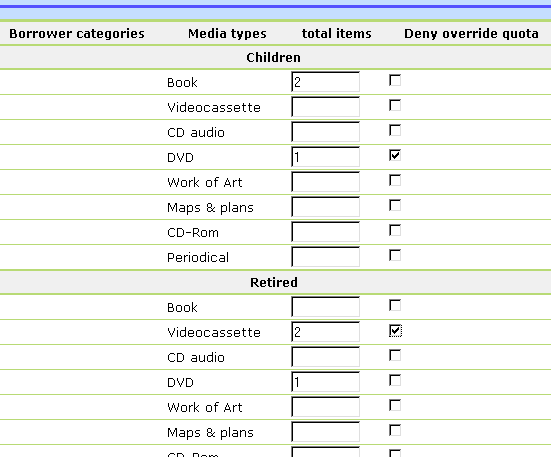 Borrower categories Media types total items Deny override quota
Children
Book 2
Videocassette
CD audio
DVD 1
Work of Art
Maps & plans
CD-Rom
Periodical
Retired
Book
Videocassette 2
CD audio
DVD 1
Work of Art
Maps & plans
CD-Rom